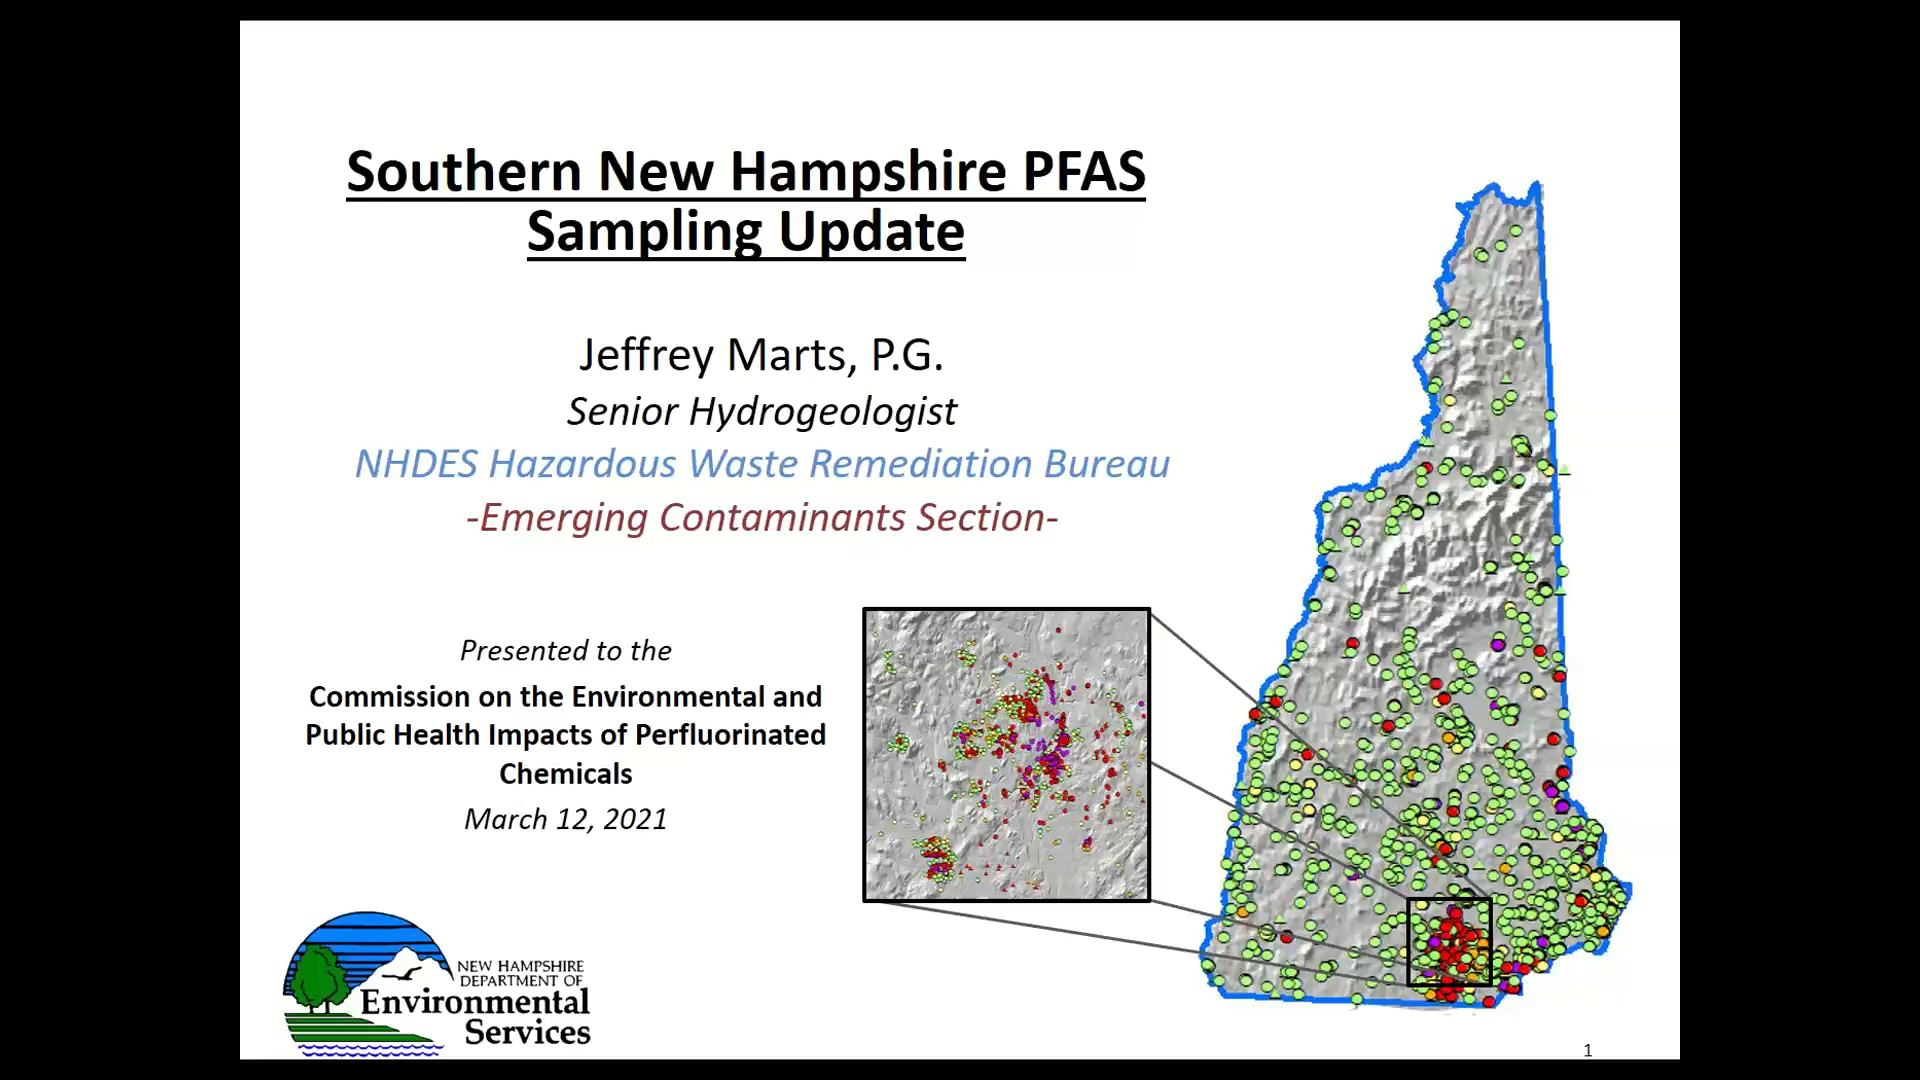 Southern New Hampshire PFAS
Sampling Update
Jeffrey Marts, P.G.
Senior Hydrogeologist
NHDES Hazardous Waste Remediation Bureau
-Emerging Contaminants Section-
Presented to the
Commission on the Environmental and
Public Health Impacts of Perfluorinated
Chemicals
March 12, 2021
NEW HAMPSHIRE
DEPARTMENT OF
Environmental
Services
1